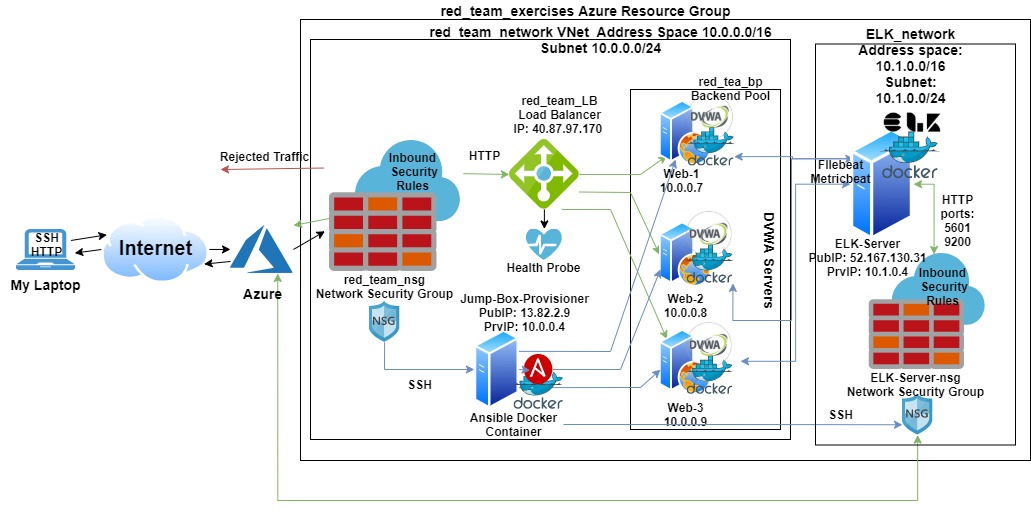 red_team_exercises Azure Resource Group
red_team_network VNet Address Space 10.0.0.0/16
Subnet 10.0.0.0/24
ELK_network
Address space:
10.1.0.0/16
Subnet:
10.1.0.0/24
red_tea_bp
Backend Pool
red_team_LB
Load Balancer
IP: 40.87.97.170
Rejected Traffic
Inbound
Security
Rules
HTTP
DVWA
docker
Web-1
10.0.0.7
Filebeat
Metricbeat
ELK
docker
HTTP
ports:
5601
9200
SSH
HTTP
My Laptop
Internet
Azure
red_team_nsg
Network Security Group
NSG
Health Probe
DVWA
docker
Web-2
10.0.0.8
DVWA Servers
ELK-Server
PubIP: 52.167.130.31
PrvIP: 10.1.0.4
Inbound
Security
Rules
Jump-Box-Provisioner
PubIP: 13.82.2.9
PrvIP: 10.0.0.4
SSH
A
docker
Ansible Docker
Container
DVWA
docker
Web-3
10.0.0.9
ELK-Server-nsg
Network Security Group
SSH
NSG